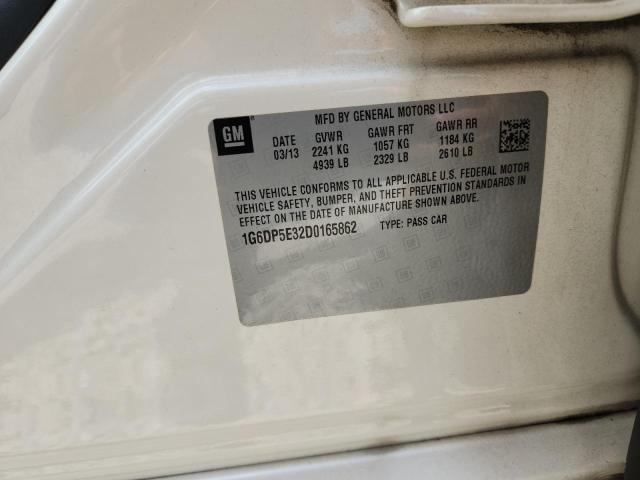 MFD BY GENERAL MOTORS LLC
GM
DATE GVWR GAWR FRT GAWR RR
03/13 2241 KG 1057 KG 1184 KG
4939 LB 2329 LB 2610 LB
THIS VEHICLE CONFORMS TO ALL APPLICABLE U.S. FEDERAL MOTOR
VEHICLE SAFETY, BUMPER, AND THEFT PREVENTION STANDARDS IN
EFFECT ON THE DATE OF MANUFACTURE SHOWN ABOVE.
1G6DP5E32D0165862 TYPE: PASS CAR